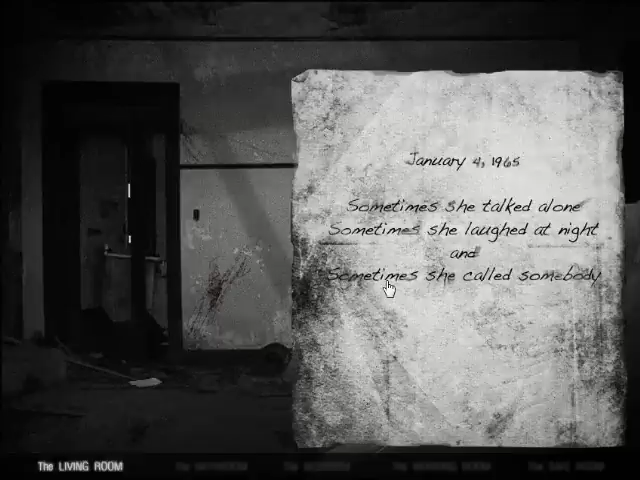 January 4, 1965
Sometimes she talked alone
Sometimes she laughed at night
and
Sometimes she called somebody
The LIVING ROOM